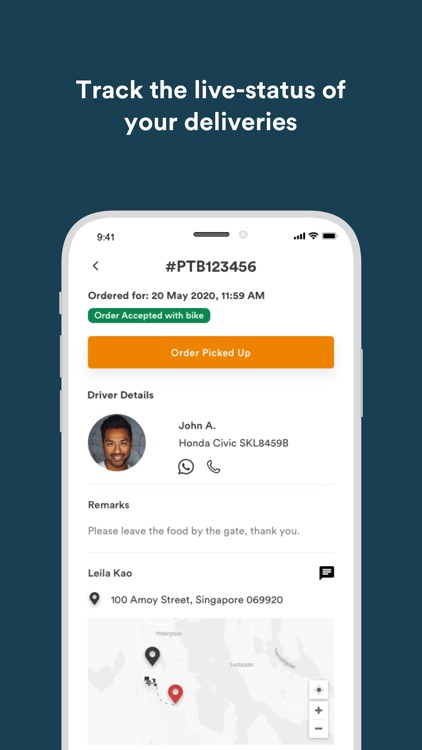 Track the live-status of
your deliveries
9:41
#PTB123456
Ordered for: 20 May 2020, 11:59 AM
Order Accepted with bike
Order Picked Up
Driver Details
John A.
Honda Civic SKL8459B
Remarks
Please leave the food by the gate, thank you.
Leila Kao
100 Amoy Street, Singapore 069920